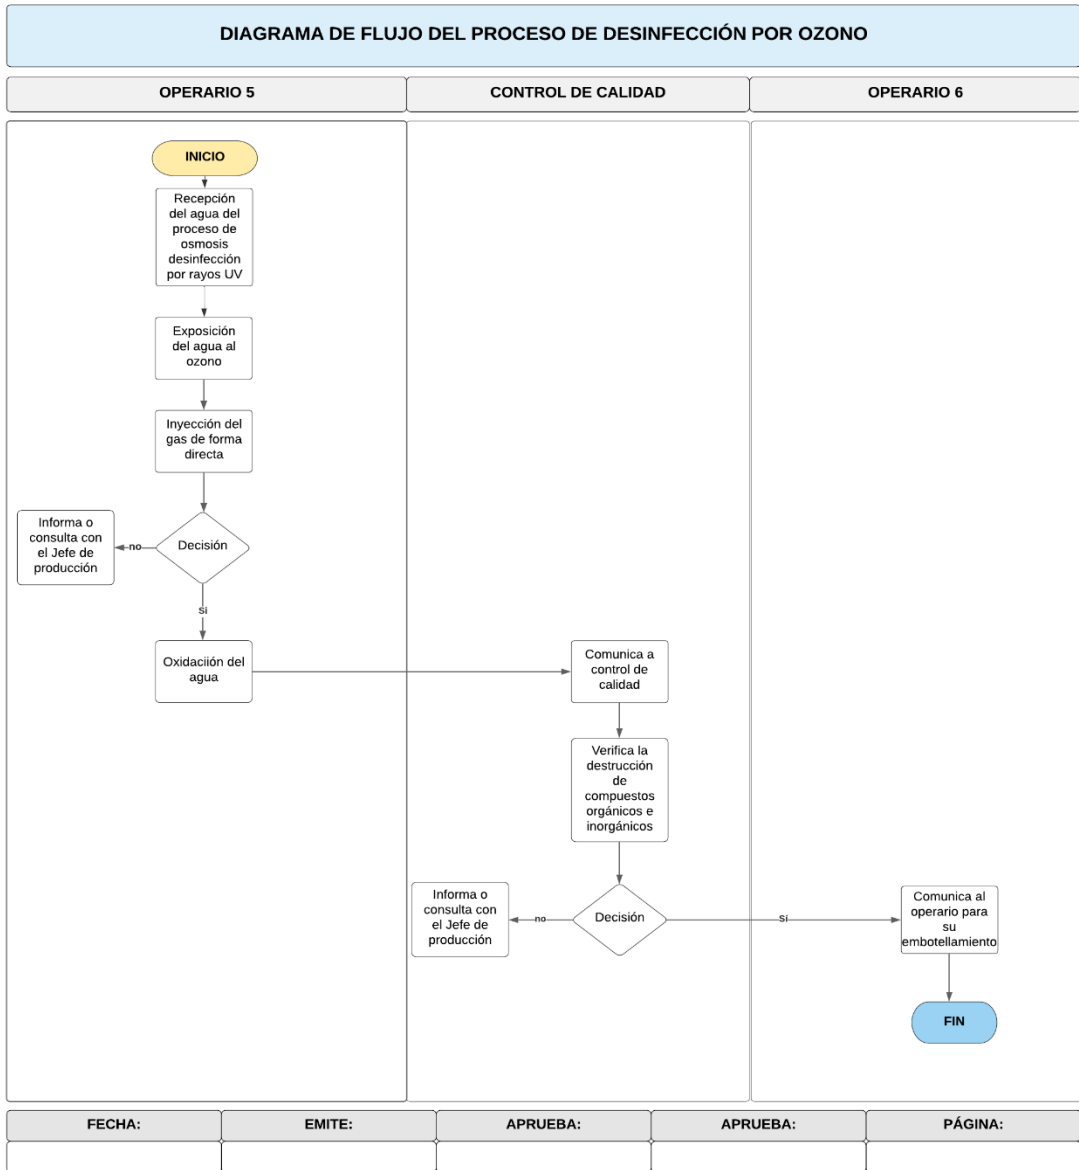 DIAGRAMA DE FLUJO DEL PROCESO DE DESINFECCIÓN POR OZONO
OPERARIO 5
CONTROL DE CALIDAD
OPERARIO 6
INICIO
Recepción
del agua del
proceso de
osmosis
desinfección
por rayos UV
Exposición
del agua al
ozono
Inyección del
gas de forma
directa
Decisión
no
Informa o
consulta con
el Jefe de
producción
Si
Oxidaciión del
agua
Comunica a
control de
calidad
Verifica la
destrucción
de
compuestos
orgánicos e
inorgánicos
Decisión
no
Informa o
consulta con
el Jefe de
producción
Sí
Comunica al
operario para
su
embotellamiento
FIN
FECHA:
EMITE:
APRUEBA:
APRUEBA:
PÁGINA: